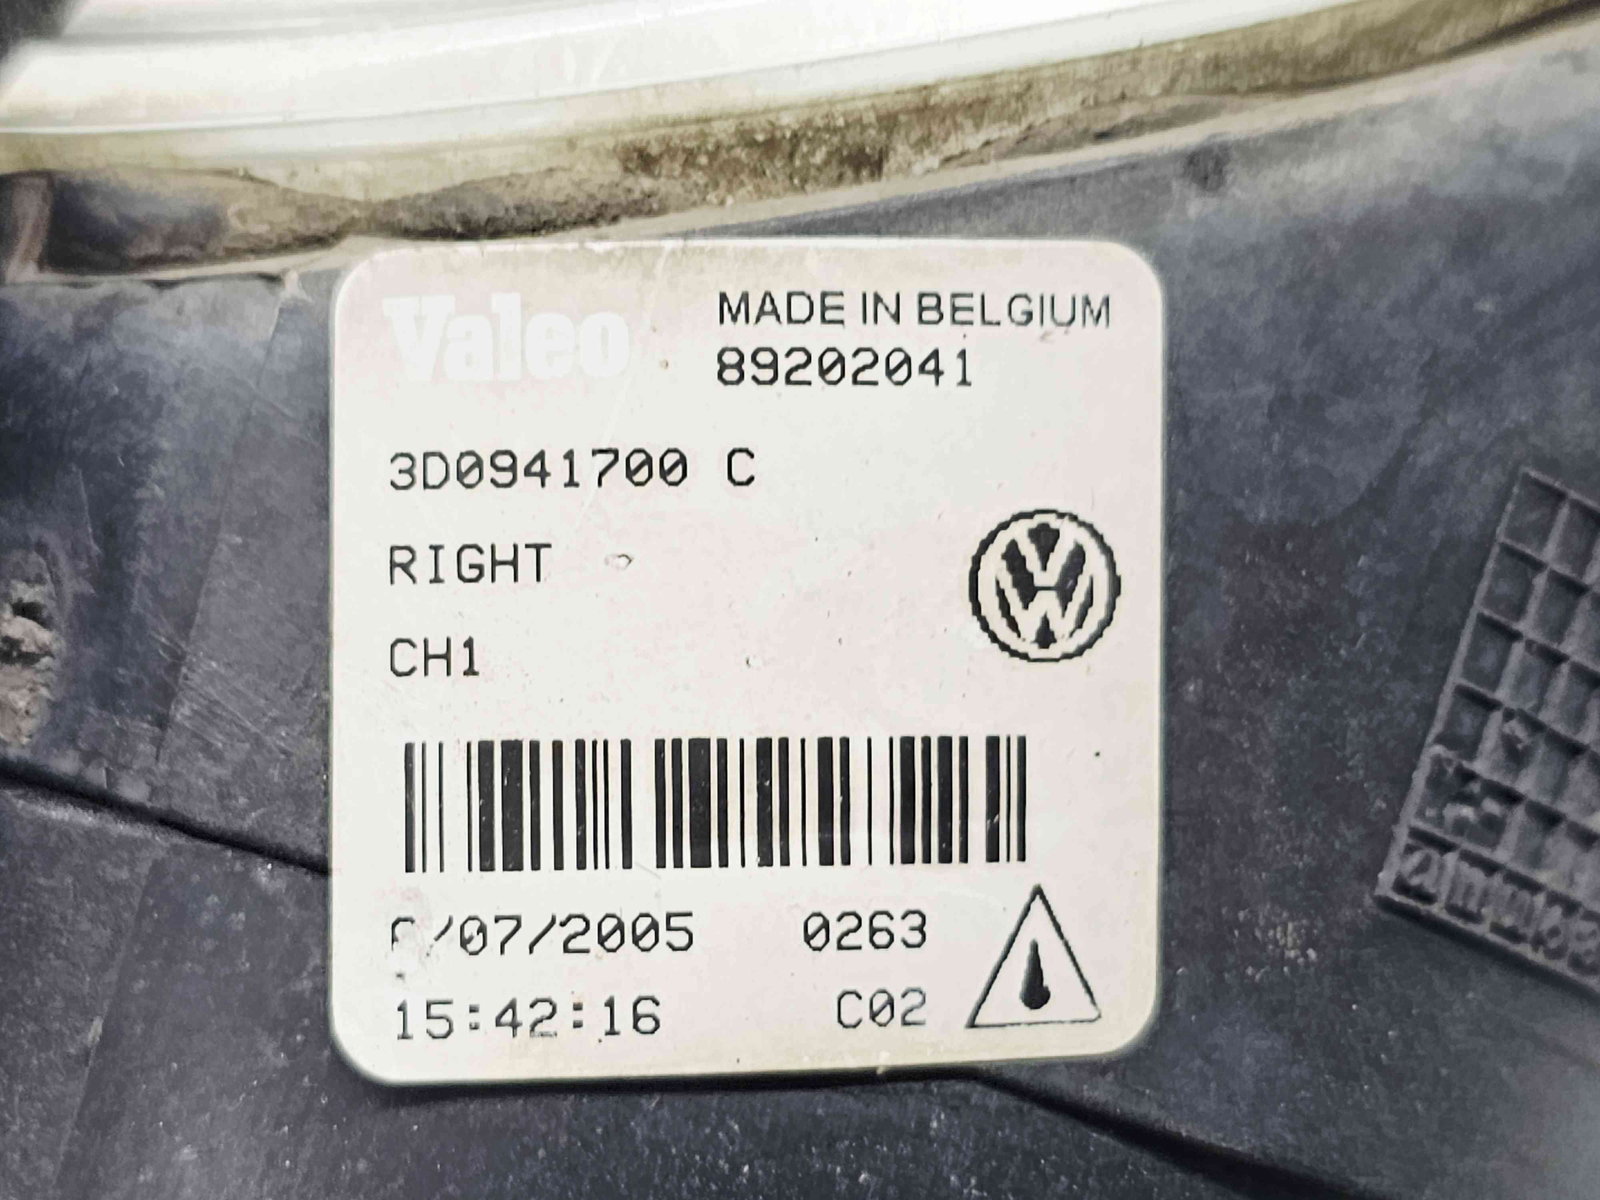 Valeo
MADE IN BELGIUM
89202041
3D0941700 C
RIGHT
CH1
/07/2005 0263
15:42:16 C02